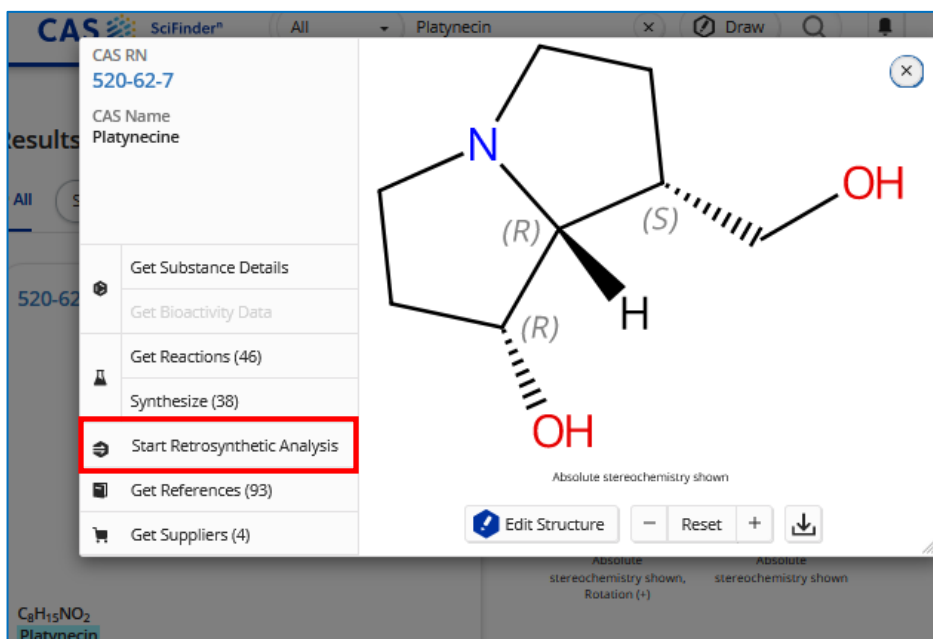 CAS SciFinderⁿ All Platynecin Draw
CAS RN
520-62-7
CAS Name
Platynecine
Results
All
S
520-62
Get Substance Details
Get Bioactivity Data
Get Reactions (46)
Synthesize (38)
Start Retrosynthetic Analysis
Get References (93)
Get Suppliers (4)
N
OH
(R)
(S)
H
(R)
OH
Absolute stereochemistry shown
Edit Structure
− Reset +
Absolute
stereochemistry shown,
Rotation (+)
Absolute
stereochemistry shown
C₈H₁₅NO₂
Platynecin